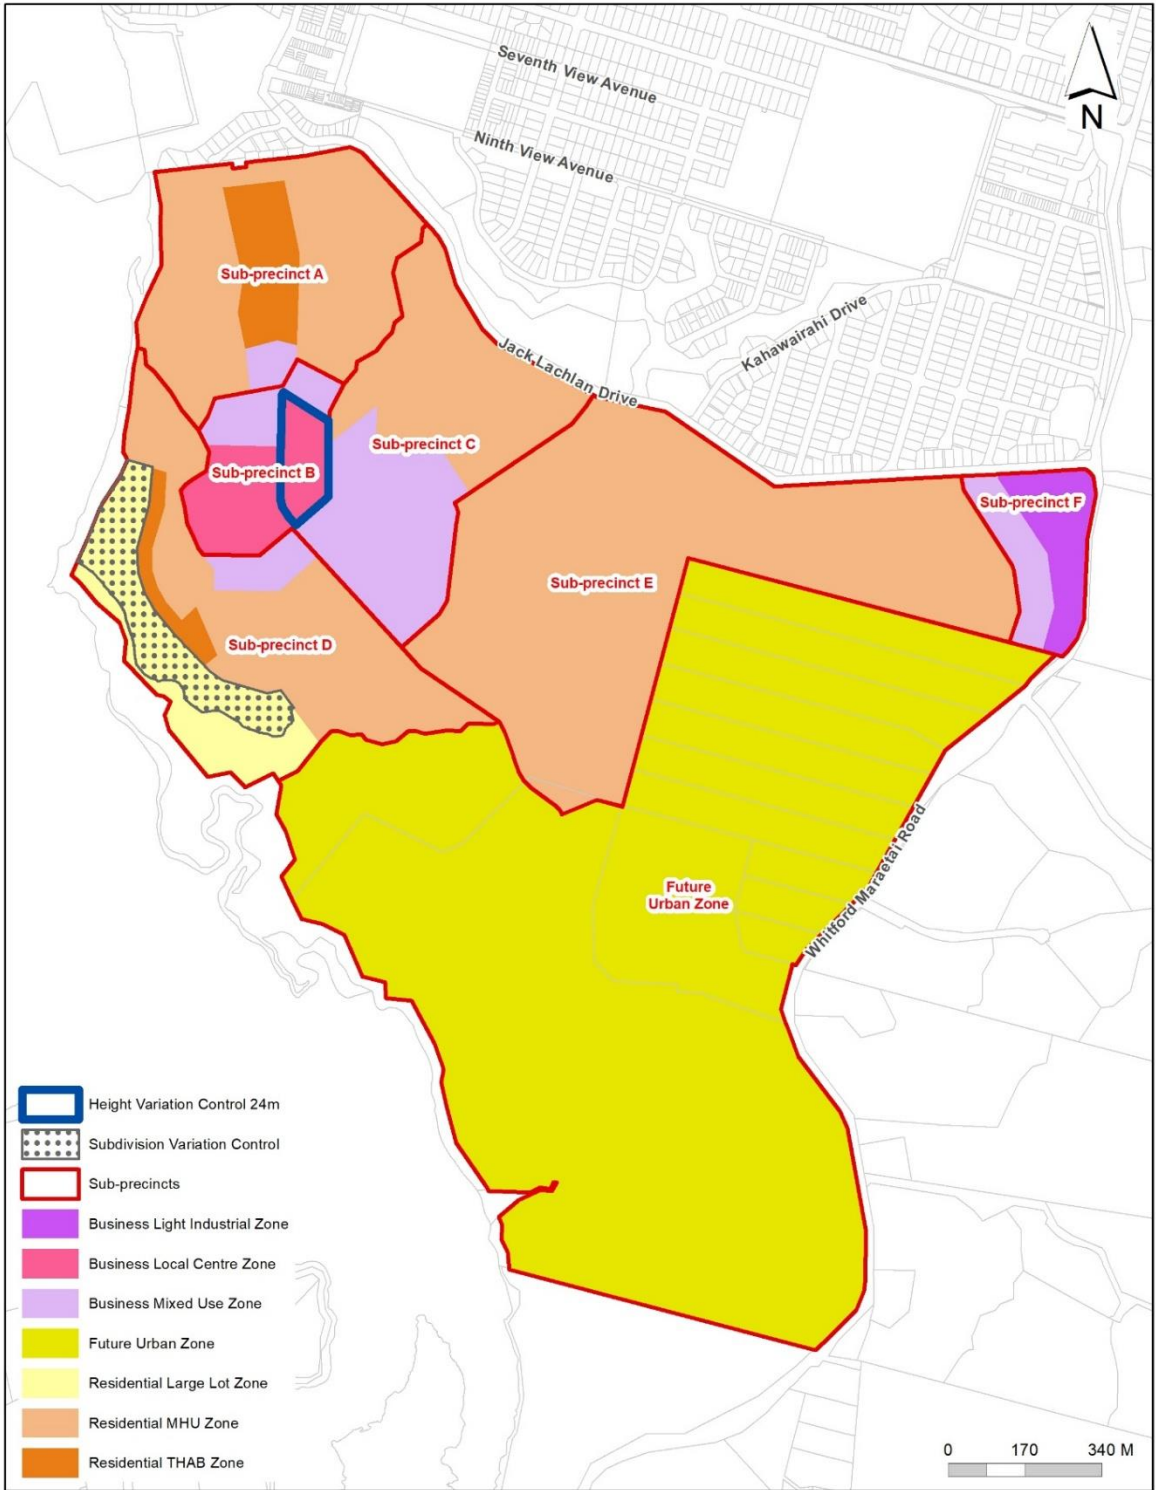 Seventh View Avenue
N
Ninth View Avenue
Sub-precinct A
Kahawairahi Drive
Jack Lachlan Drive
Sub-precinct C
Sub-precinct B
Sub-precinct F
Sub-precinct E
Sub-precinct D
Future
Urban Zone
Whitford Maraetai Road
Height Variation Control 24m
Subdivision Variation Control
Sub-precincts
Business Light Industrial Zone
Business Local Centre Zone
Business Mixed Use Zone
Future Urban Zone
Residential Large Lot Zone
Residential MHU Zone
Residential THAB Zone
0 170 340 M